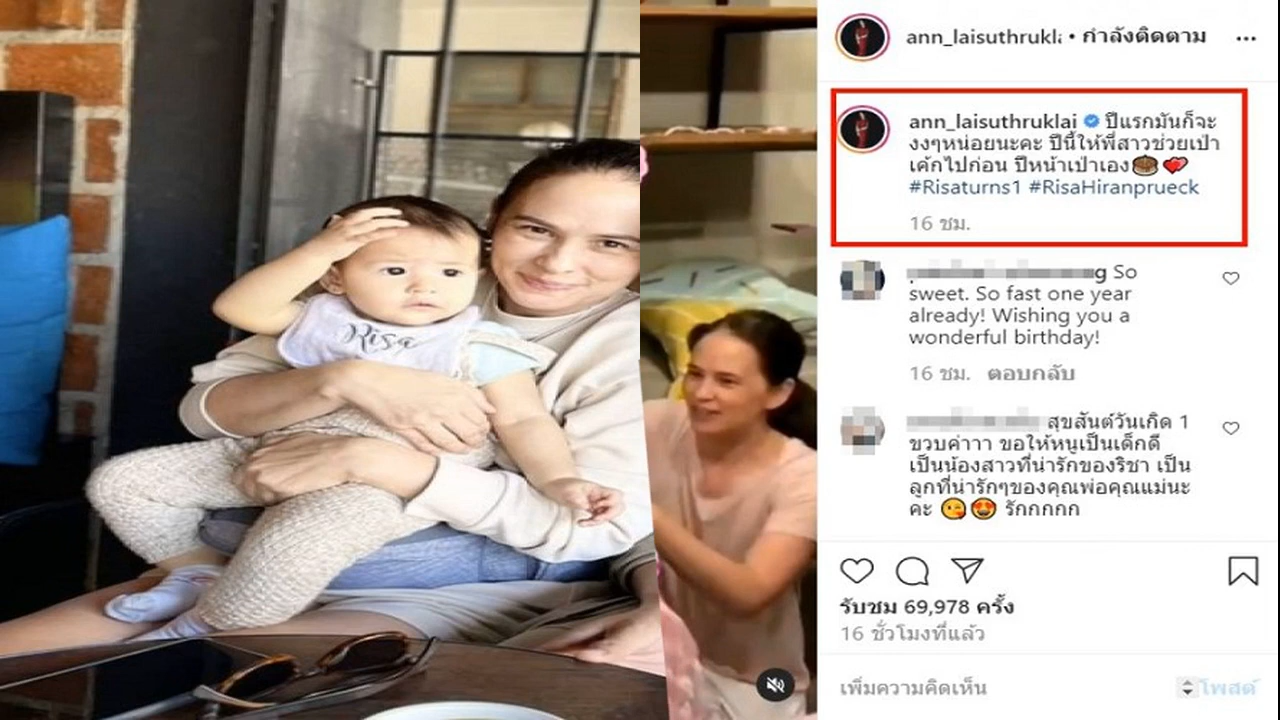 Risa
ann_laisuthrukl • กำลังติดตาม
ann_laisuthruklai ปีแรกมันก็จะ
งงๆหน่อยนะคะ ปีนี้ให้พี่สาวช่วยเป่า
เค้กไปก่อน ปีหน้าเป่าเอง🎂💘
#Risaturns1 #RisaHiranprueck
16 ชม.
So
sweet. So fast one year
already! Wishing you a
wonderful birthday!
16 ชม. ตอบกลับ
สุขสันต์วันเกิด 1
ขวบค่าาา ขอให้หนูเป็นเด็กดี
เป็นน้องสาวที่น่ารักของริชา เป็น
ลูกที่น่ารักๆของคุณพ่อคุณแม่นะ
คะ 😘😍 รักกกกก
รับชม 69,978 ครั้ง
16 ชั่วโมงที่แล้ว
เพิ่มความคิดเห็น โพสต์